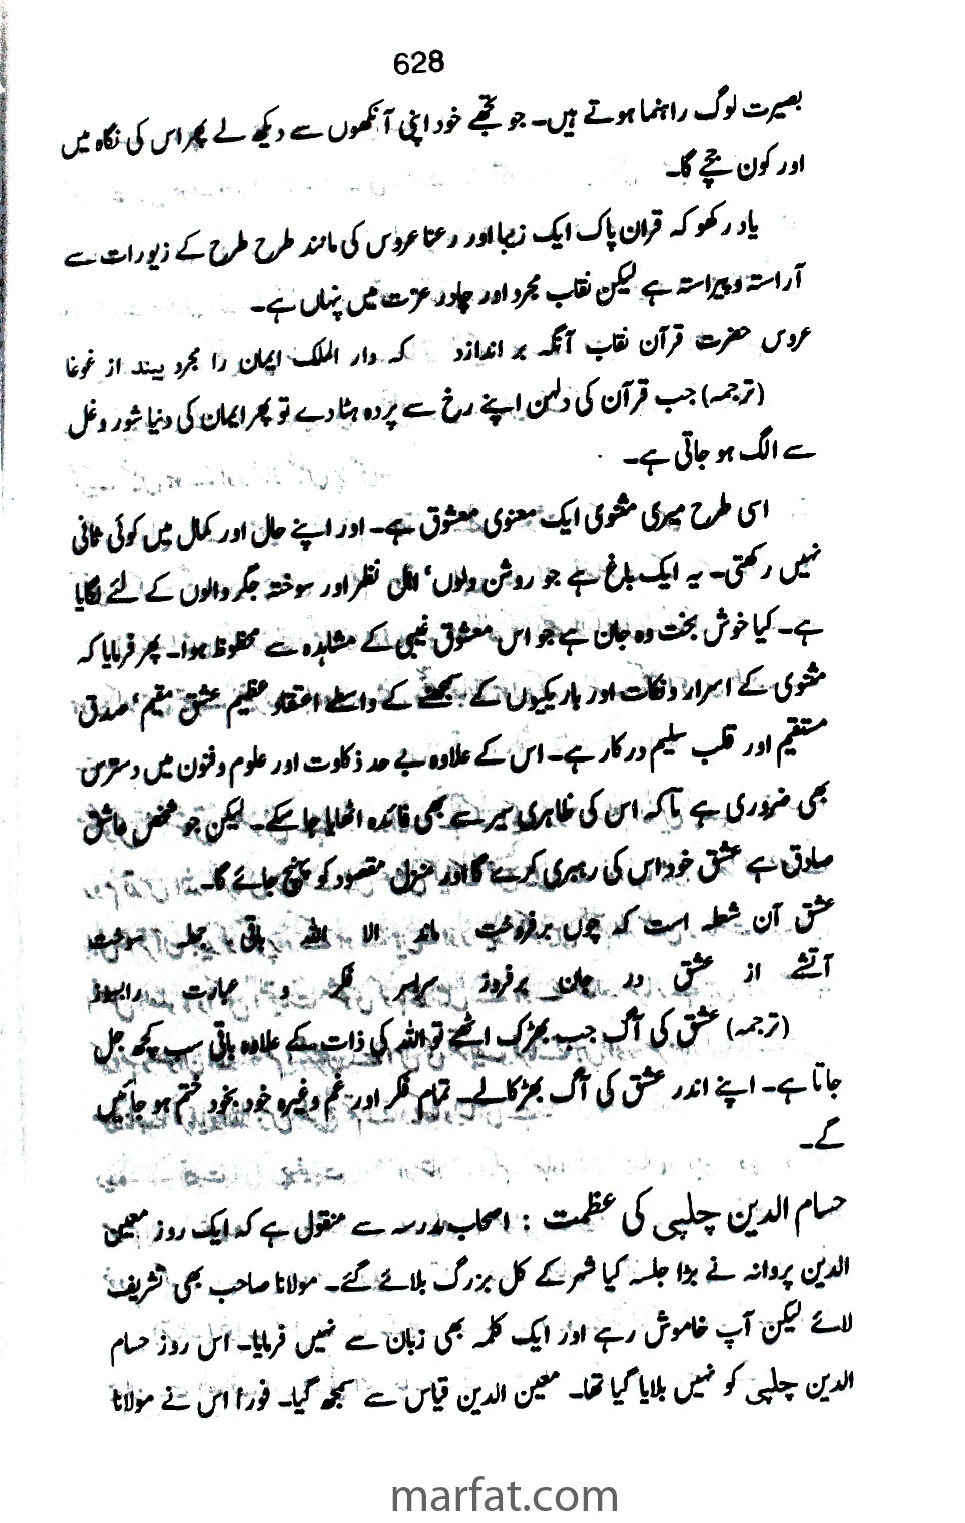 628
بصیرت لوگ راہنما ہوتے ہیں۔ جو تجھے خود اپنی آنکھوں سے دیکھ لے پھر اس کی نگاہ میں
اور کون جچے گا۔
یاد رکھو کہ قرآن پاک ایک زیبا اور رعنا عروس کی مانند طرح طرح کے زیورات سے
آراستہ و پیراستہ ہے لیکن نقاب مجرد اور چادر عزت میں پنہاں ہے۔
عروس حضرت قرآن نقاب آنگہ بر اندازد کہ دار الملک ایمان را مجرد بیند از غوغا
(ترجمہ) جب قرآن کی دلہن اپنے رخ سے پردہ ہٹا دے تو پھر ایمان کی دنیا شور و غل
سے الگ ہو جاتی ہے۔
اسی طرح میری مثنوی ایک معنوی معشوق ہے۔ اور اپنے حال اور کمال میں کوئی ثانی
نہیں رکھتی۔ یہ ایک باغ ہے جو روشن دلوں، اہل نظر اور سوختہ جگر والوں کے لئے لگایا
ہے۔ کیا خوش بخت وہ جان ہے جو اس معشوق غیبی کے مشاہدہ سے محظوظ ہوا۔ پھر فرمایا کہ
مثنوی کے اسرار و نکات اور باریکیوں کے سمجھنے کے واسطے اعتقاد عظیم عشق مقیم، صدق
مستقیم اور قلب سلیم درکار ہے۔ اس کے علاوہ بے حد ذکاوت اور علوم و فنون میں دسترس
بھی ضروری ہے تاکہ اس کی ظاہری سیر سے بھی فائدہ اٹھایا جا سکے۔ لیکن جو شخص عاشق
صادق ہے عشق خود اس کی رہبری کرے گا اور منزل مقصود کو پہنچ جائے گا۔
عشق آن شعلہ است کہ چوں برفروخت ماند الا اللہ باقی جملہ سوخت
آتشے از عشق در جان برفروز سربسر فکر و عبارت رابسوز
(ترجمہ) عشق کی آگ جب بھڑک اٹھے تو اللہ کی ذات کے علاوہ باقی سب کچھ جل
جاتا ہے۔ اپنے اندر عشق کی آگ بھڑکالے۔ تمام فکر اور غم وغیرہ خود بخود ختم ہو جائیں
گے۔
حسام الدین چلپی کی عظمت : اصحاب مدرسہ سے منقول ہے کہ ایک روز معین
الدین پروانہ نے بڑا جلسہ کیا شہر کے کل بزرگ بلائے گئے۔ مولانا صاحب بھی تشریف
لائے لیکن آپ خاموش رہے اور ایک کلمہ بھی زبان سے نہیں فرمایا۔ اس روز حسام
الدین چلپی کو نہیں بلایا گیا تھا۔ معین الدین قیاس سے سمجھ گیا۔ فوراً اس نے مولانا
marfat.com